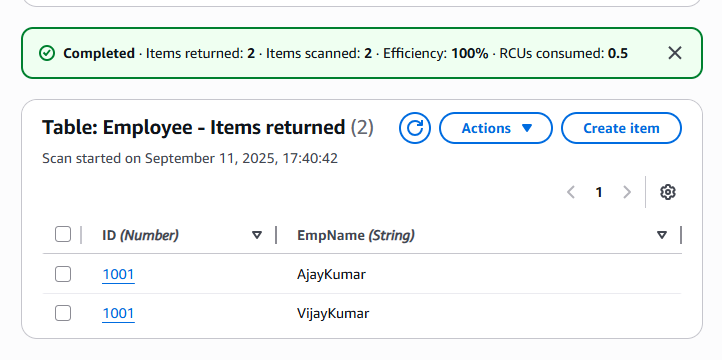 Completed · Items returned: 2 · Items scanned: 2 · Efficiency: 100% · RCUs consumed: 0.5
Table: Employee - Items returned (2)
Actions
Create item
Scan started on September 11, 2025, 17:40:42
1
ID (Number)
EmpName (String)
1001
AjayKumar
1001
VijayKumar